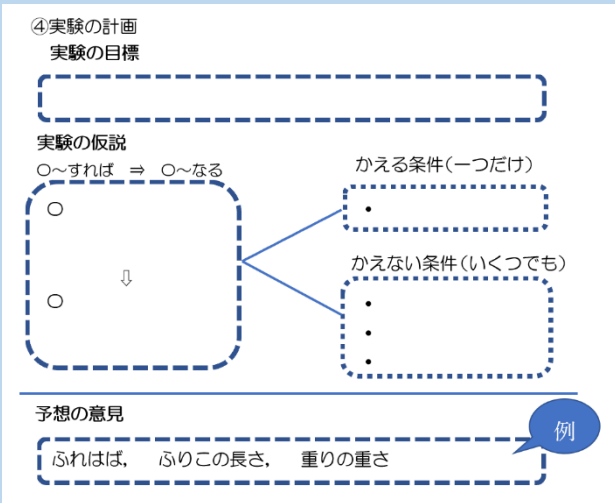 ④実験の計画
実験の目標
実験の仮説
〇～すれば ⇒ 〇～なる
〇
⇩
〇
かえる条件(一つだけ)
・
かえない条件(いくつでも)
・
・
・
予想の意見
例
ふれはば, ふりこの長さ, 重りの重さ